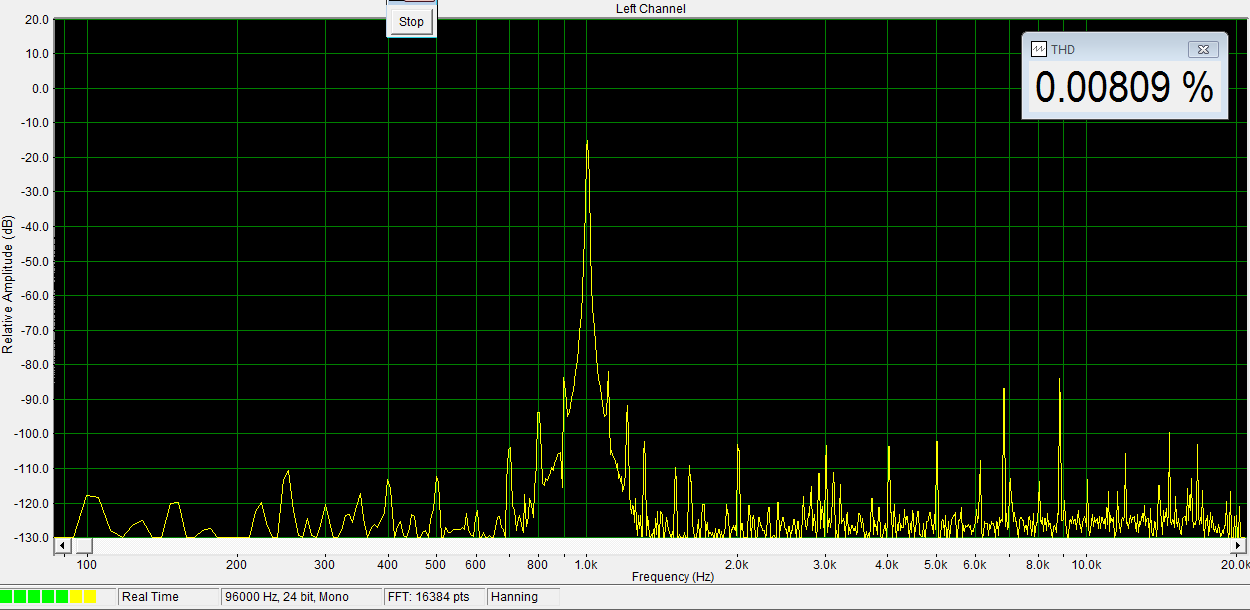 Left Channel
Stop
THD
0.00809 %
20.0
10.0
0.0
-10.0
-20.0
-30.0
-40.0
-50.0
-60.0
-70.0
-80.0
-90.0
-100.0
-110.0
-120.0
-130.0
Relative Amplitude (dB)
100 200 300 400 500 600 800 1.0k 2.0k 3.0k 4.0k 5.0k 6.0k 8.0k 10.0k 20.0k
Frequency (Hz)
Real Time 96000 Hz, 24 bit, Mono FFT: 16384 pts Hanning